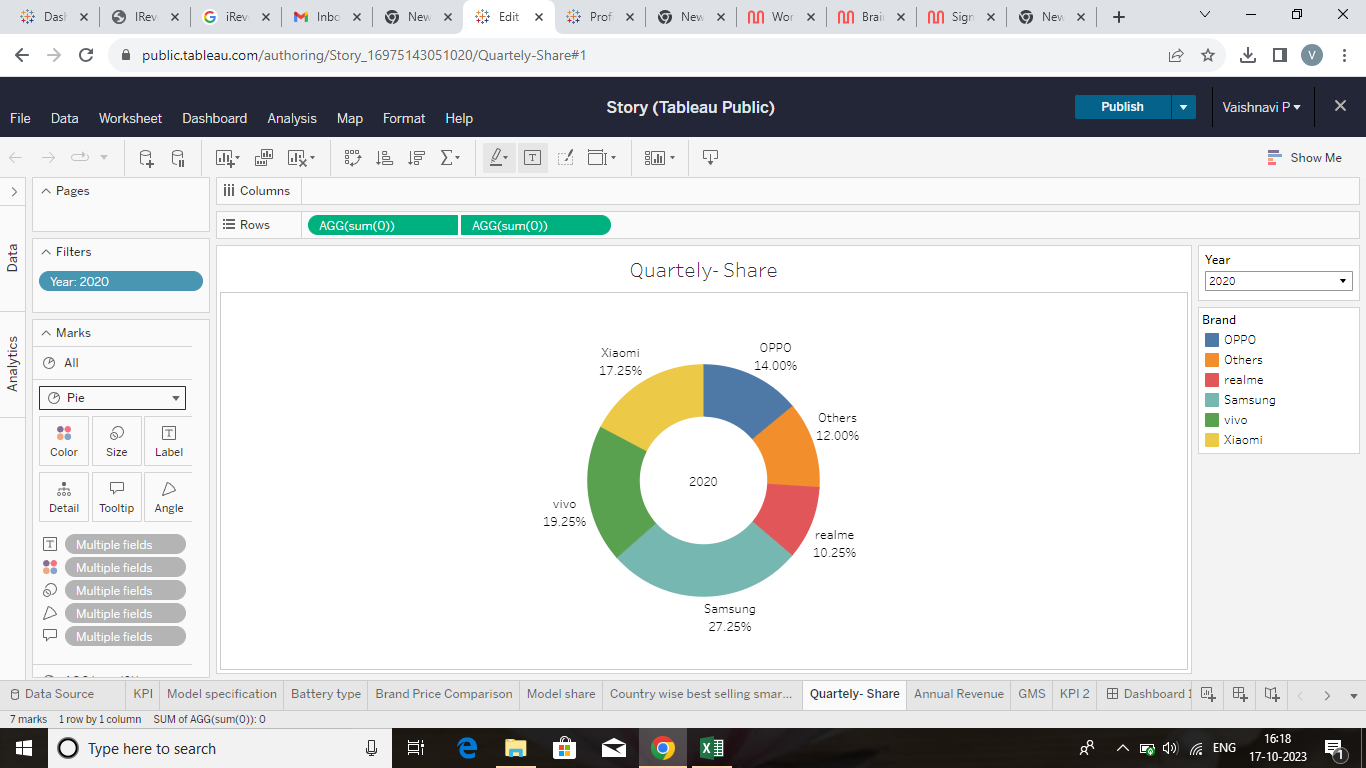 Dash
IRev
iRev
Inbo
New
Edit
Profi
New
Wor
Brain
Sign
New
public.tableau.com/authoring/Story_16975143051020/Quartely-Share#1
V
Story (Tableau Public)
Publish
Vaishnavi P
File Data Worksheet Dashboard Analysis Map Format Help
Show Me
Data
Analytics
Pages
Columns
Rows
AGG(sum(0)) AGG(sum(0))
Filters
Year: 2020
Marks
All
Pie
Color Size Label
Detail Tooltip Angle
Multiple fields
Multiple fields
Multiple fields
Multiple fields
Multiple fields
Quartely- Share
OPPO
14.00%
Others
12.00%
realme
10.25%
Samsung
27.25%
vivo
19.25%
Xiaomi
17.25%
2020
Year
2020
Brand
OPPO
Others
realme
Samsung
vivo
Xiaomi
Data Source KPI Model specification Battery type Brand Price Comparison Model share Country wise best selling smar... Quartely- Share Annual Revenue GMS KPI 2 Dashboard 1
7 marks 1 row by 1 column SUM of AGG(sum(0)): 0
Type here to search
ENG
16:18
17-10-2023
1